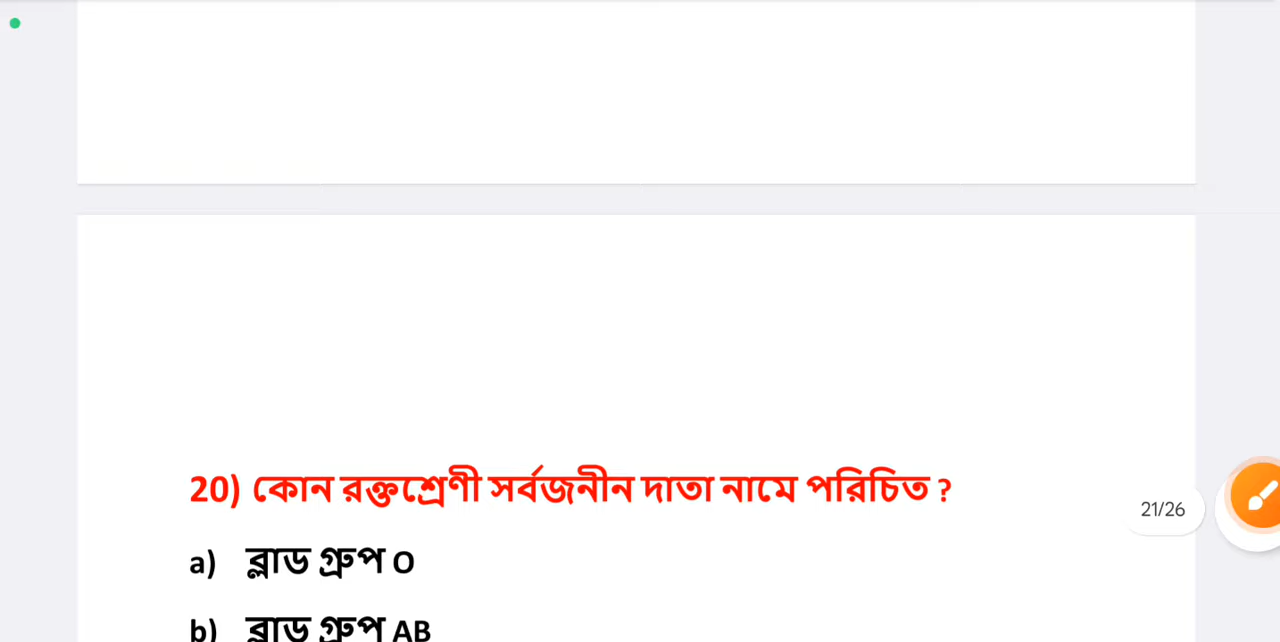 20) কোন রক্তশ্রেণী সর্বজনীন দাতা নামে পরিচিত ?
21/26
a) ব্লাড গ্রুপ O
b) ব্লাড গ্রুপ AB